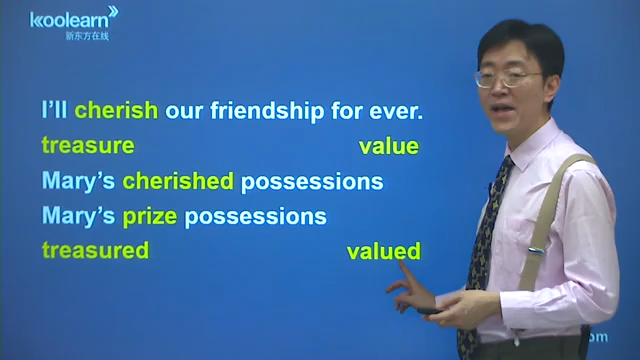 koolearn
新东方在线
I'll cherish our friendship for ever.
treasure value
Mary's cherished possessions
Mary's prize possessions
treasured valued
om